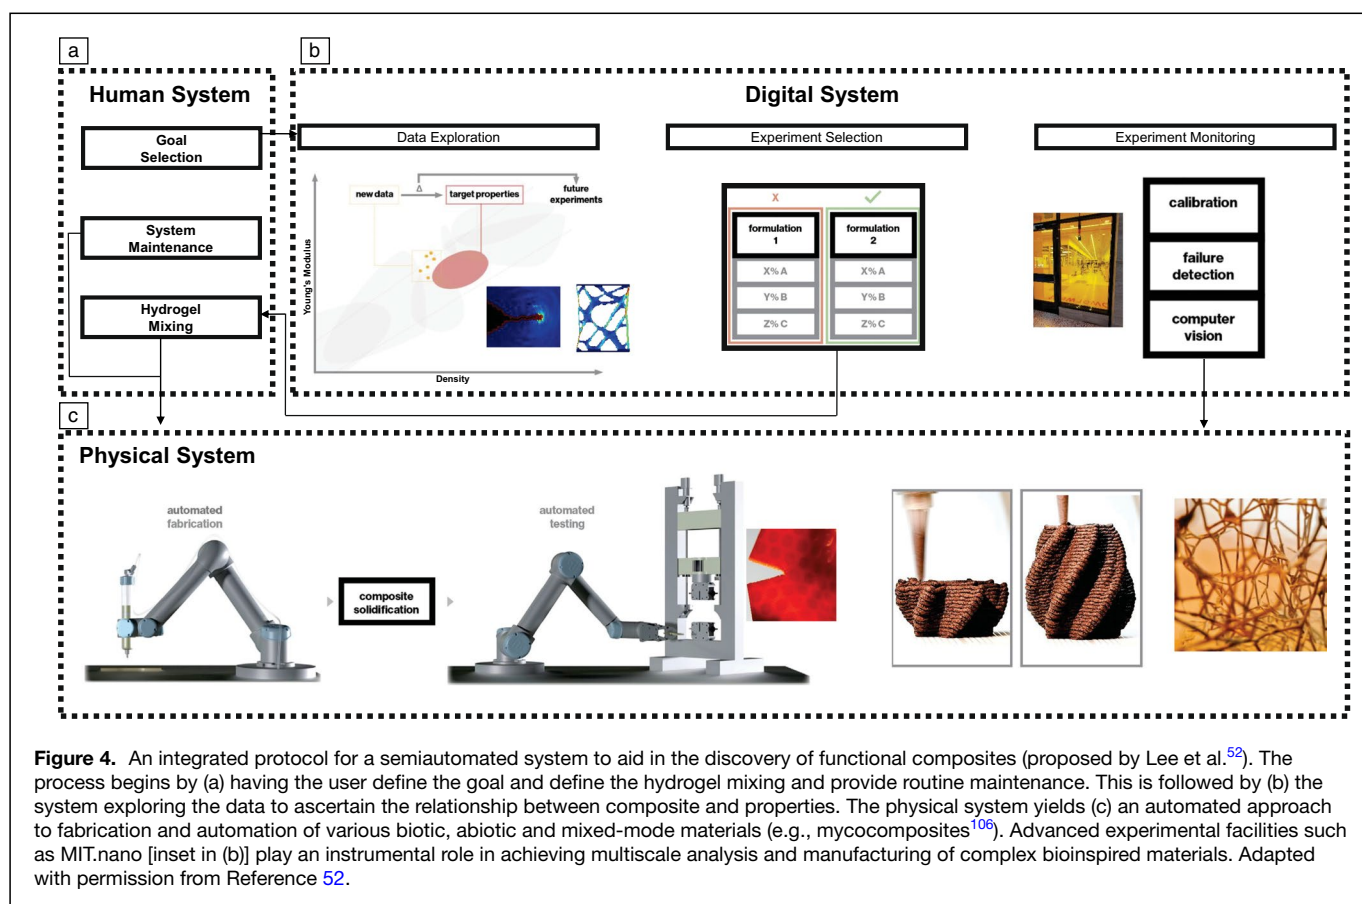 a
b
Human System
Digital System
Goal
Selection
System
Maintenance
Hydrogel
Mixing
Data Exploration
Experiment Selection
Experiment Monitoring
Young's Modulus
new data
Δ
target properties
future
experiments
Density
X
✓
formulation
1
formulation
2
X% A
X% A
Y% B
Y% B
Z% C
Z% C
calibration
failure
detection
computer
vision
c
Physical System
automated
fabrication
composite
solidification
automated
testing
Figure 4. An integrated protocol for a semiautomated system to aid in the discovery of functional composites (proposed by Lee et al.52). The
process begins by (a) having the user define the goal and define the hydrogel mixing and provide routine maintenance. This is followed by (b) the
system exploring the data to ascertain the relationship between composite and properties. The physical system yields (c) an automated approach
to fabrication and automation of various biotic, abiotic and mixed-mode materials (e.g., mycocomposites106). Advanced experimental facilities such
as MIT.nano [inset in (b)] play an instrumental role in achieving multiscale analysis and manufacturing of complex bioinspired materials. Adapted
with permission from Reference 52.